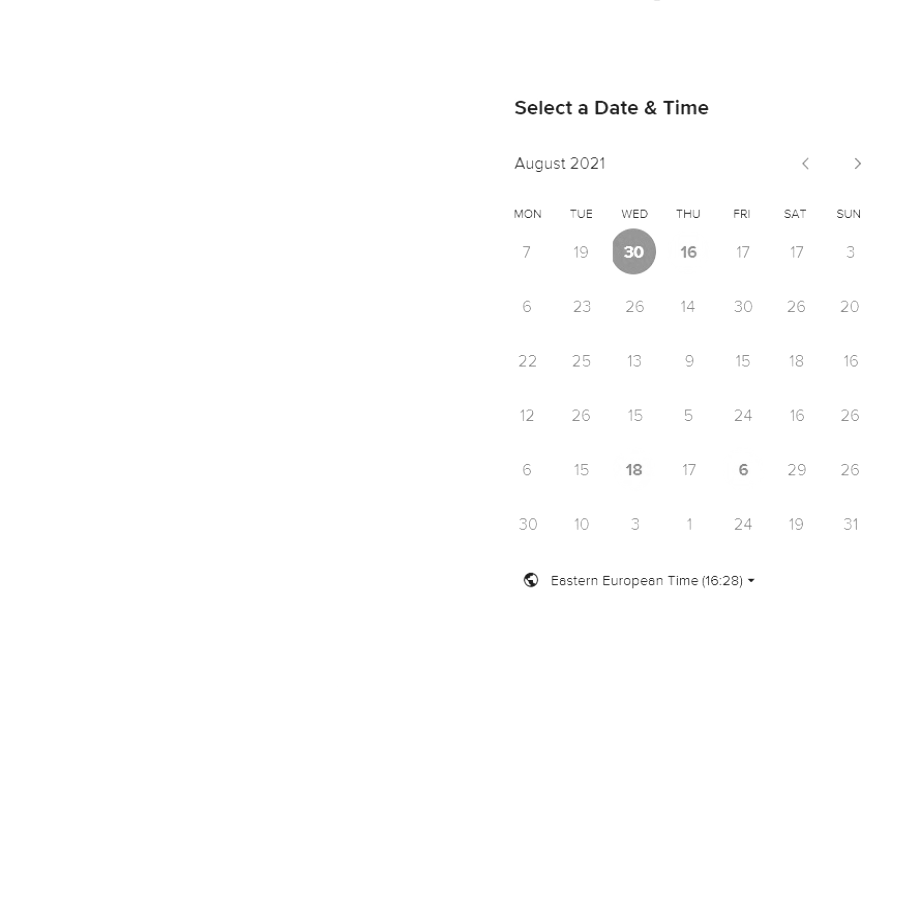 Select a Date & Time
August 2021
MON TUE WED THU FRI SAT SUN
7 19 30 16 17 17 3
6 23 26 14 30 26 20
22 25 13 9 15 18 16
12 26 15 5 24 16 26
6 15 18 17 6 29 26
30 10 3 1 24 19 31
Eastern European Time (16:28)